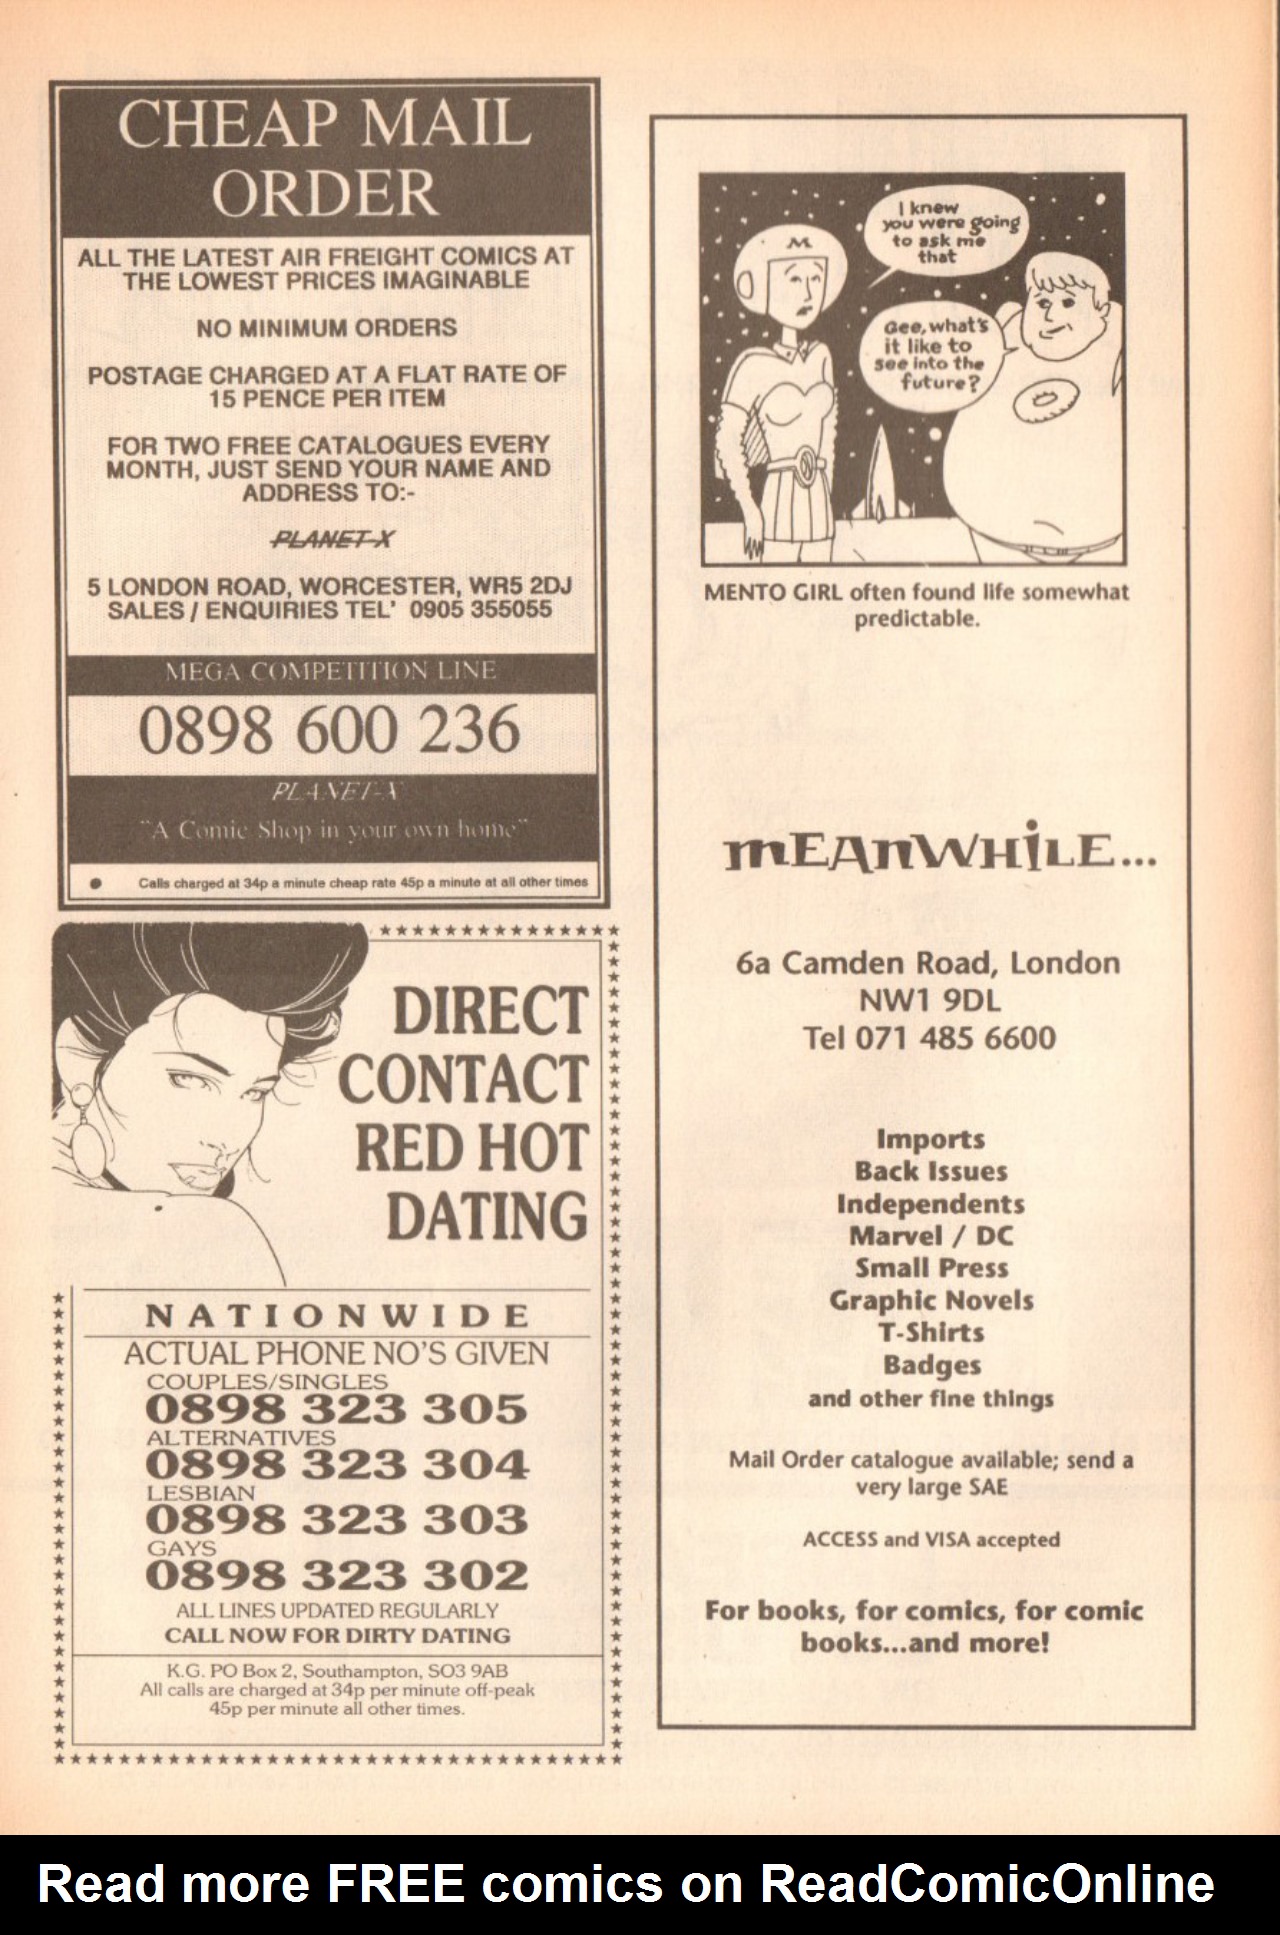 CHEAP MAIL
ORDER
ALL THE LATEST AIR FREIGHT COMICS AT
THE LOWEST PRICES IMAGINABLE
NO MINIMUM ORDERS
POSTAGE CHARGED AT A FLAT RATE OF
15 PENCE PER ITEM
FOR TWO FREE CATALOGUES EVERY
MONTH, JUST SEND YOUR NAME AND
ADDRESS TO:-
PLANET-X
5 LONDON ROAD, WORCESTER, WR5 2DJ
SALES / ENQUIRIES TEL' 0905 355055
MEGA COMPETITION LINE
0898 600 236
PLANET-X
"A Comic Shop in your own home"
Calls charged at 34p a minute cheap rate 45p a minute at all other times
DIRECT
CONTACT
RED HOT
DATING
NATIONWIDE
ACTUAL PHONE NO'S GIVEN
COUPLES/SINGLES
0898 323 305
ALTERNATIVES
0898 323 304
LESBIAN
0898 323 303
GAYS
0898 323 302
ALL LINES UPDATED REGULARLY
CALL NOW FOR DIRTY DATING
K.G. PO Box 2, Southampton, SO3 9AB
All calls are charged at 34p per minute off-peak
45p per minute all other times.
M
I knew
you were going
to ask me
that
Gee, what's
it like to
see into the
future?
MENTO GIRL often found life somewhat
predictable.
mEAnWHiLE...
6a Camden Road, London
NW1 9DL
Tel 071 485 6600
Imports
Back Issues
Independents
Marvel / DC
Small Press
Graphic Novels
T-Shirts
Badges
and other fine things
Mail Order catalogue available; send a
very large SAE
ACCESS and VISA accepted
For books, for comics, for comic
books...and more!
Read more FREE comics on ReadComicOnline